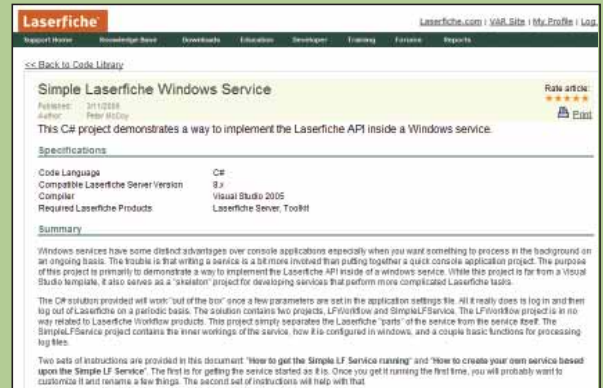 Laserfiche
Laserfiche.com | VAR Site | My Profile | Log
Support Home Knowledge Base Downloads Education Developer Training Forums Reports
<< Back to Code Library
Simple Laserfiche Windows Service
Rate article:
Published: 3/11/2008
Author: Peter McCoy
Print
This C# project demonstrates a way to implement the Laserfiche API inside a Windows service.
Specifications
Code Language C#
Compatible Laserfiche Server Version 8.x
Compiler Visual Studio 2005
Required Laserfiche Products Laserfiche Server, Toolkit
Summary
Windows services have some distinct advantages over console applications especially when you want something to process in the background on
an ongoing basis. The trouble is that writing a service is a bit more involved than putting together a quick console application project. The purpose
of this project is primarily to demonstrate a way to implement the Laserfiche API inside of a windows service. While this project is far from a Visual
Studio template, it also serves as a "skeleton" project for developing services that perform more complicated Laserfiche tasks.
The C# solution provided will work "out of the box" once a few parameters are set in the application settings file. All it really does is log in and then
log out of Laserfiche on a periodic basis. The solution contains two projects, LFWorkflow and SimpleLFService. The LFWorkflow project is in no
way related to Laserfiche Workflow products. This project simply separates the Laserfiche "parts" of the service from the service itself. The
SimpleLFService project contains the inner workings of the service, how it is configured in windows, and a couple basic functions for processing
log files.
Two sets of instructions are provided in this document "How to get the Simple LF Service running" and "How to create your own service based
upon the Simple LF Service". The first is for getting the service started as it is. Once you get it running the first time, you will probably want to
customize it and rename a few things. The second set of instructions will help with that